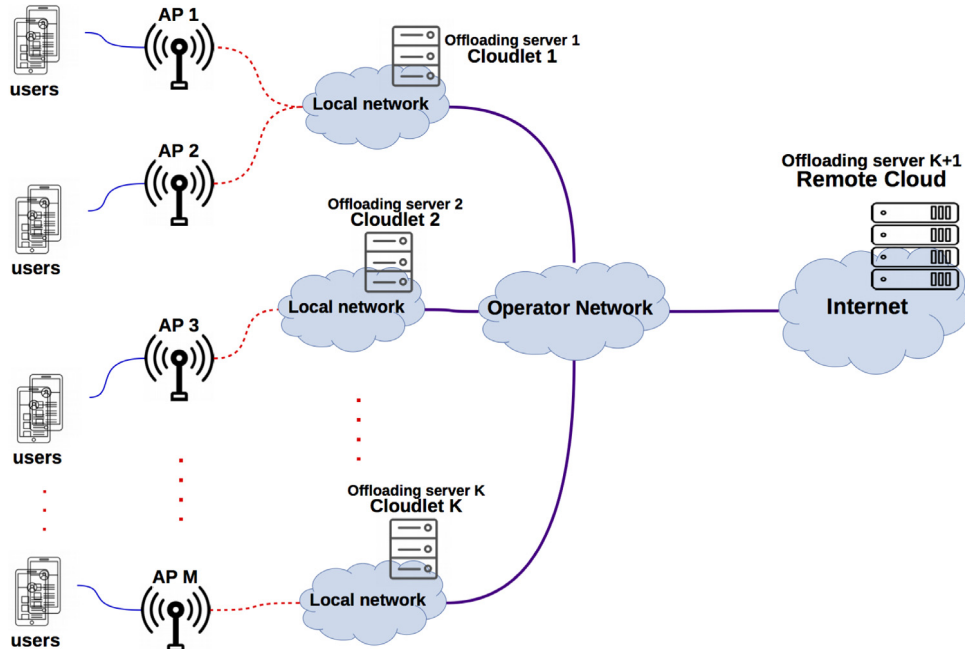 AP 1
users
Offloading server 1
Cloudlet 1
Local network
AP 2
users
Offloading server 2
Cloudlet 2
Local network
Operator Network
Offloading server K+1
Remote Cloud
Internet
AP 3
users
Offloading server K
Cloudlet K
Local network
AP M
users